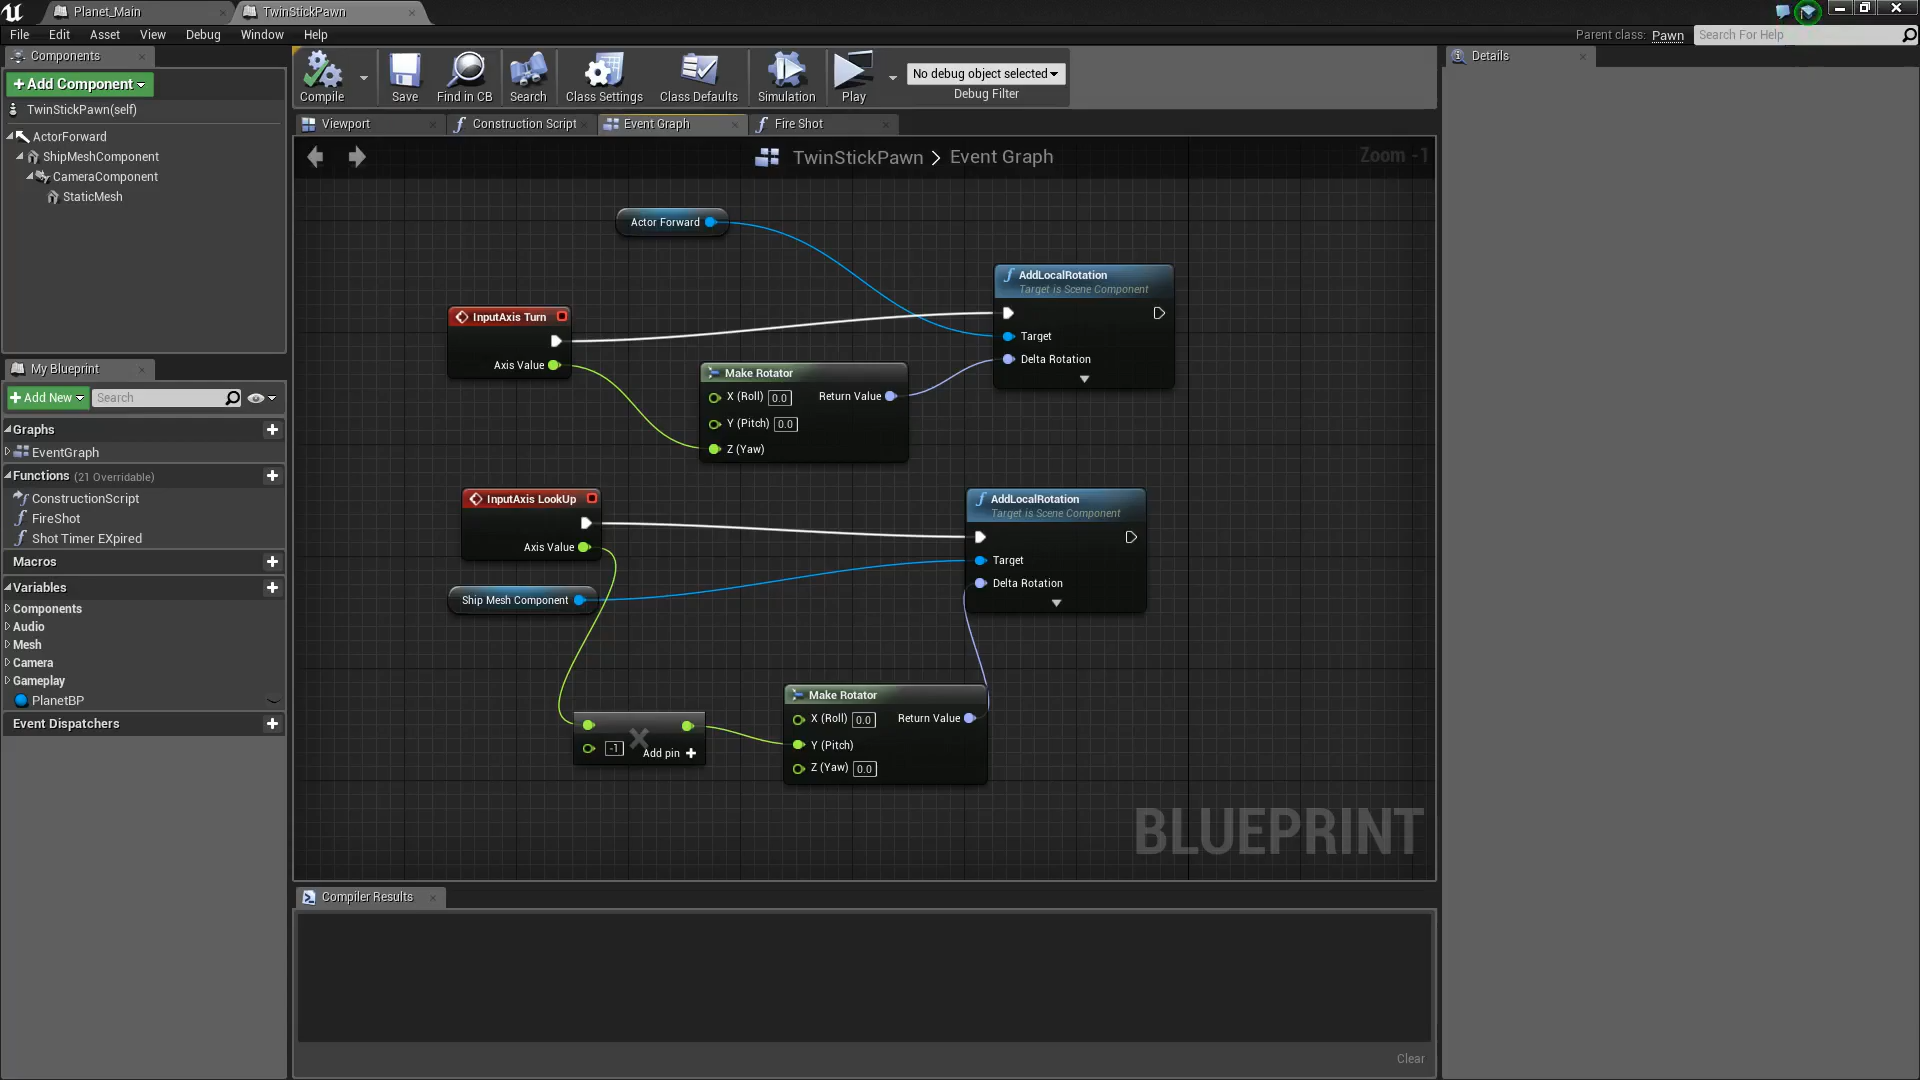 Planet_Main
TwinStickPawn
File Edit Asset View Debug Window Help
Parent class: Pawn
Search For Help
Components
+Add Component
TwinStickPawn(self)
ActorForward
ShipMeshComponent
CameraComponent
StaticMesh
My Blueprint
+Add New
Search
Graphs
EventGraph
Functions (21 Overridable)
ConstructionScript
FireShot
Shot Timer EXpired
Macros
Variables
Components
Audio
Mesh
Camera
Gameplay
PlanetBP
Event Dispatchers
Compile
Save
Find in CB
Search
Class Settings
Class Defaults
Simulation
Play
No debug object selected
Debug Filter
Viewport
Construction Script
Event Graph
Fire Shot
TwinStickPawn > Event Graph
Zoom -1
Actor Forward
AddLocalRotation
Target is Scene Component
Target
Delta Rotation
InputAxis Turn
Axis Value
Make Rotator
X (Roll) 0.0 Return Value
Y (Pitch) 0.0
Z (Yaw)
InputAxis LookUp
Axis Value
AddLocalRotation
Target is Scene Component
Target
Delta Rotation
Ship Mesh Component
-1
Add pin +
Make Rotator
X (Roll) 0.0 Return Value
Y (Pitch)
Z (Yaw) 0.0
BLUEPRINT
Compiler Results
Clear
Details